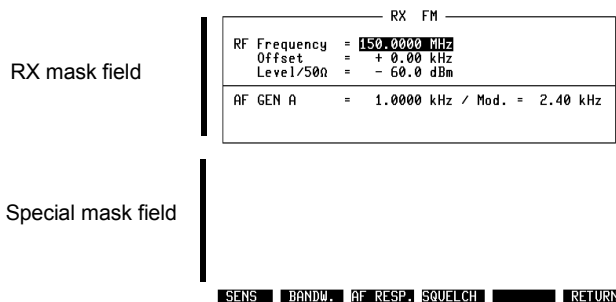 RX FM
RF Frequency = 150.0000 MHz
Offset = + 0.00 kHz
Level/50Ω = - 60.0 dBm
RX mask field
AF GEN A = 1.0000 kHz / Mod. = 2.40 kHz
Special mask field
SENS BANDW. AF RESP. SQUELCH RETURN